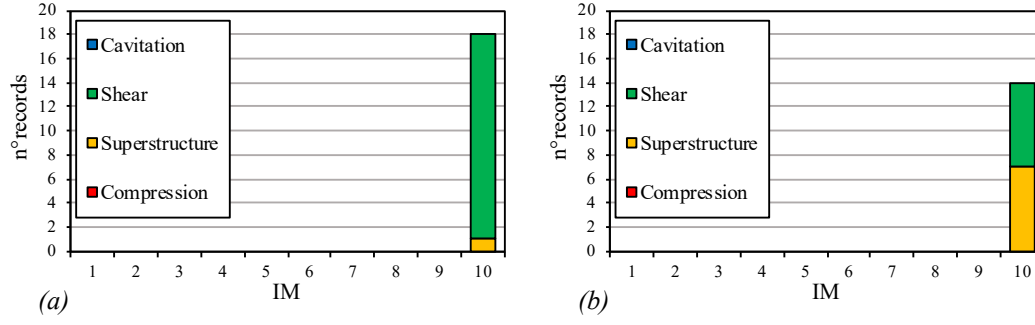 20
18
16
14
12
10
8
6
4
2
0
n°records
Cavitation
Shear
Superstructure
Compression
1 2 3 4 5 6 7 8 9 10
IM
(a)
20
18
16
14
12
10
8
6
4
2
0
n°records
Cavitation
Shear
Superstructure
Compression
1 2 3 4 5 6 7 8 9 10
IM
(b)